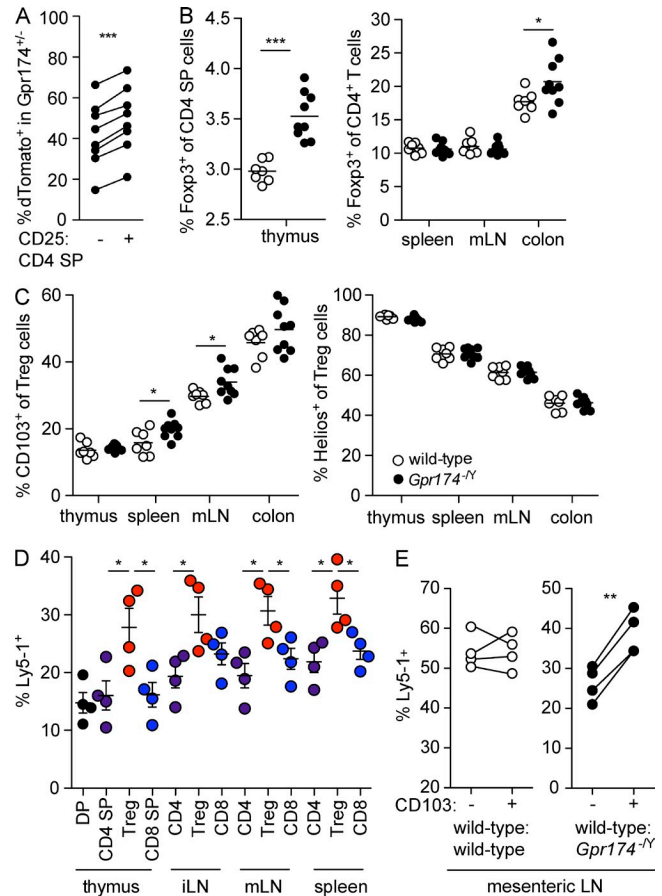 A
***
% dTomato⁺ in Gpr174⁺/⁻
100
80
60
40
20
0
CD25: - +
CD4 SP
B
***
% Foxp3⁺ of CD4 SP cells
4.5
4.0
3.5
3.0
2.5
thymus
*
% Foxp3⁺ of CD4⁺ T cells
30
25
20
15
10
5
0
spleen mLN colon
C
* *
% CD103⁺ of Treg cells
60
40
20
0
thymus spleen mLN colon
% Helios⁺ of Treg cells
100
80
60
40
20
wild-type
Gpr174⁻/Y
thymus spleen mLN colon
D
* * * * * * *
% Ly5-1⁺
40
30
20
10
0
DP CD4 SP Treg CD8 SP CD4 Treg CD8 CD4 Treg CD8 CD4 Treg CD8
thymus iLN mLN spleen
E
% Ly5-1⁺
70
60
50
40
30
20
**
50
40
30
20
10
0
CD103: - + - +
wild-type: wild-type:
wild-type Gpr174⁻/Y
mesenteric LN